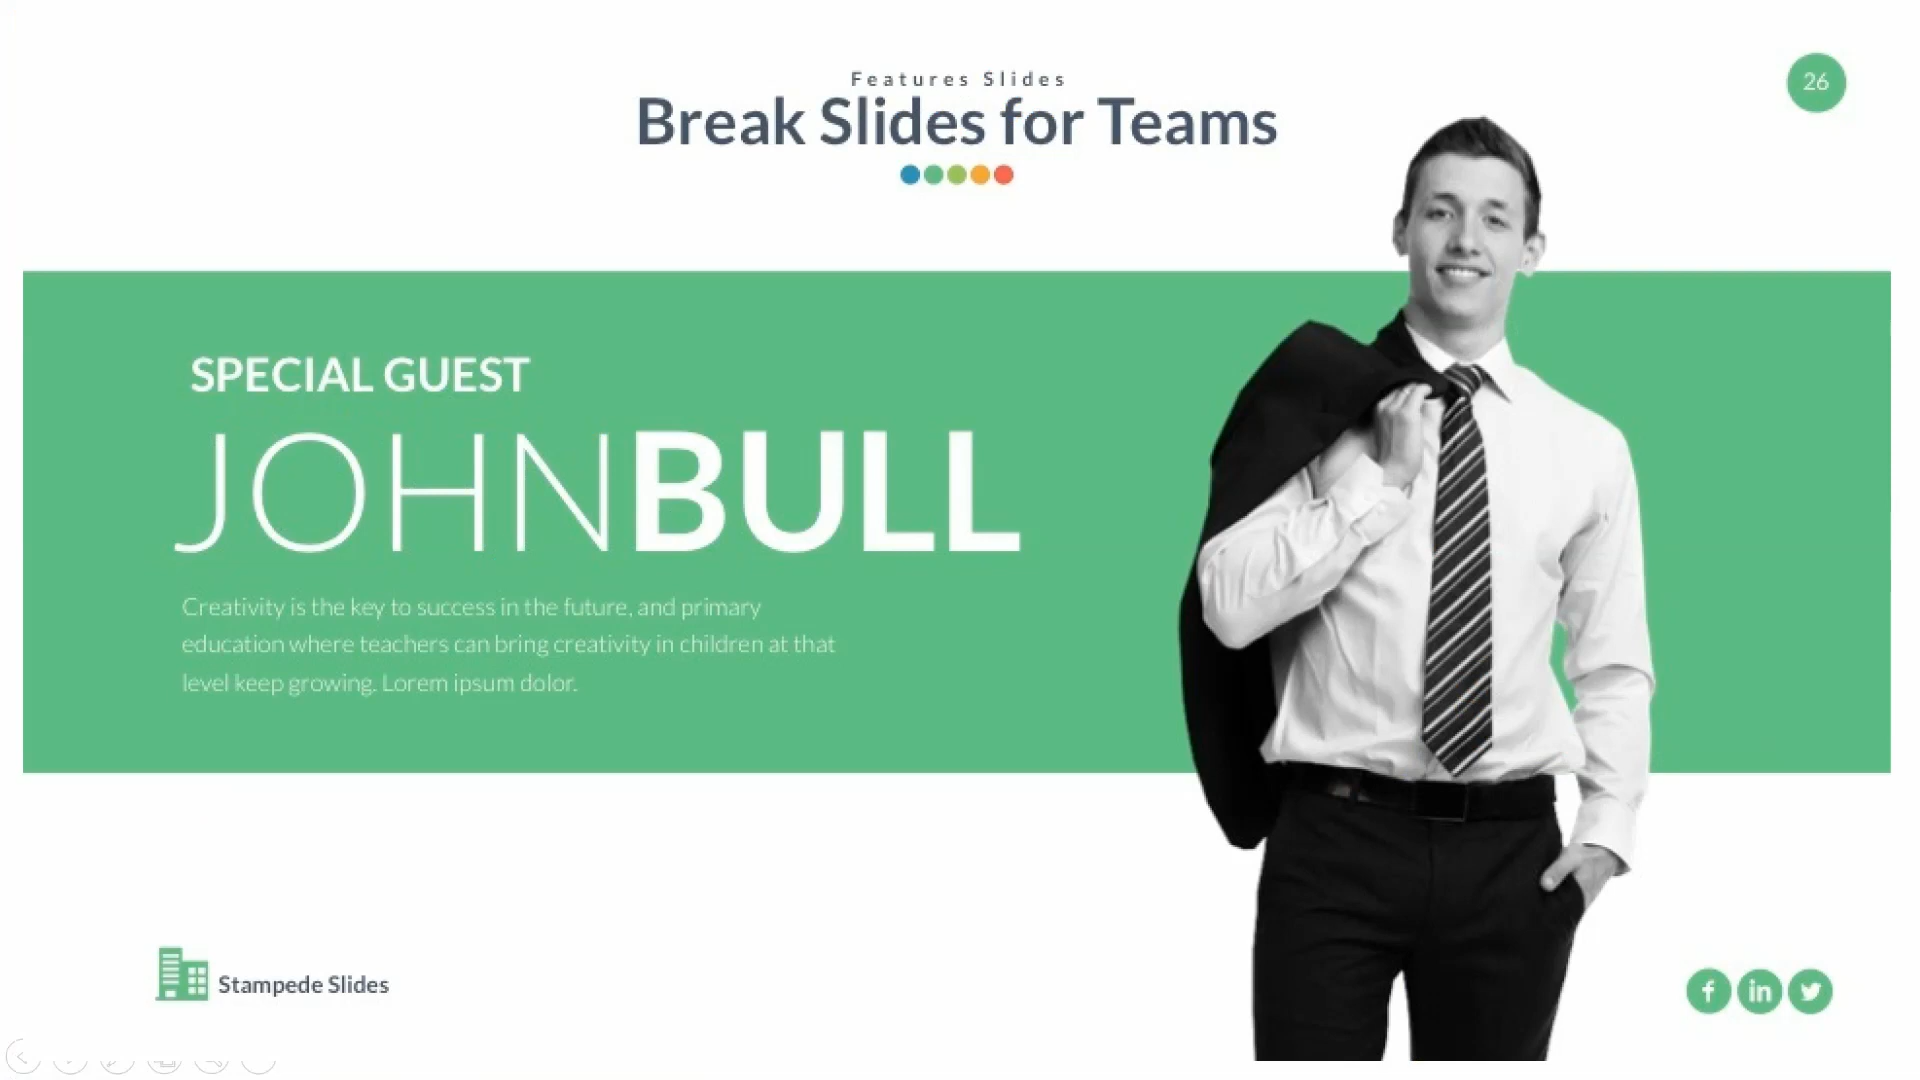 Features Slides
26
Break Slides for Teams
SPECIAL GUEST
JOHNBULL
Creativity is the key to success in the future, and primary
education where teachers can bring creativity in children at that
level keep growing. Lorem ipsum dolor.
Stampede Slides
f in